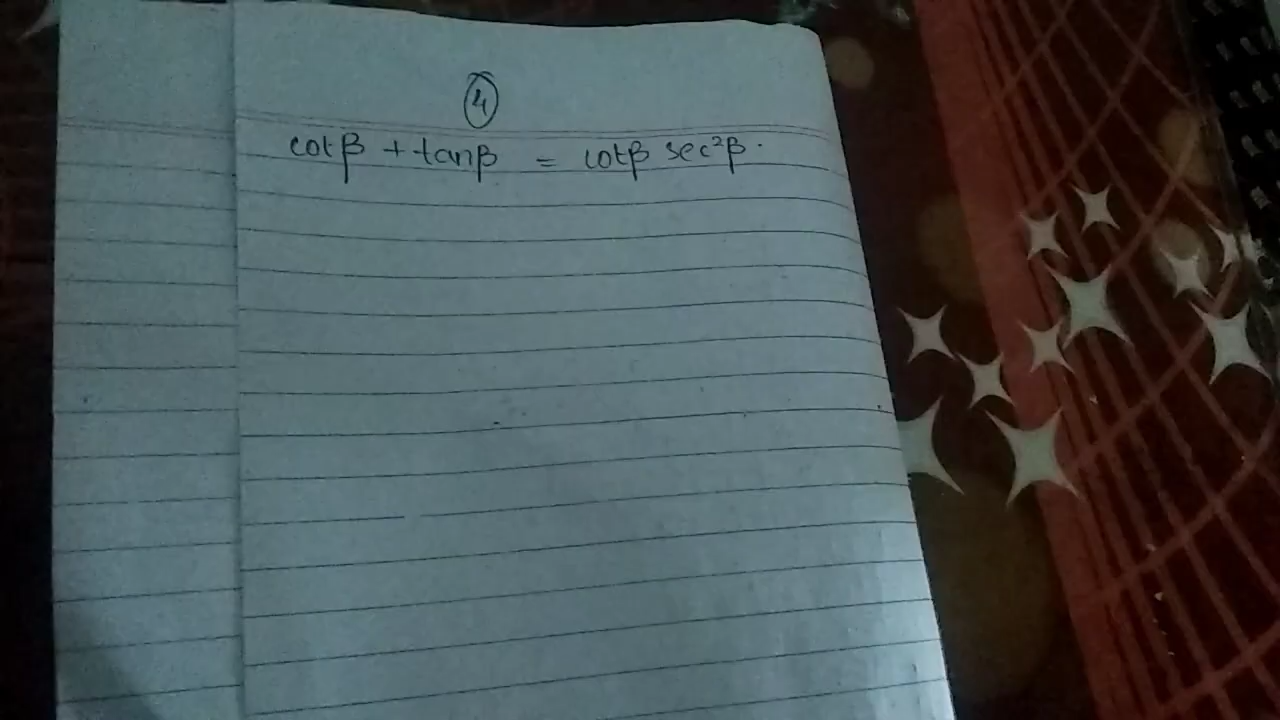 4
cotβ + tanβ = cotβ sec²β.